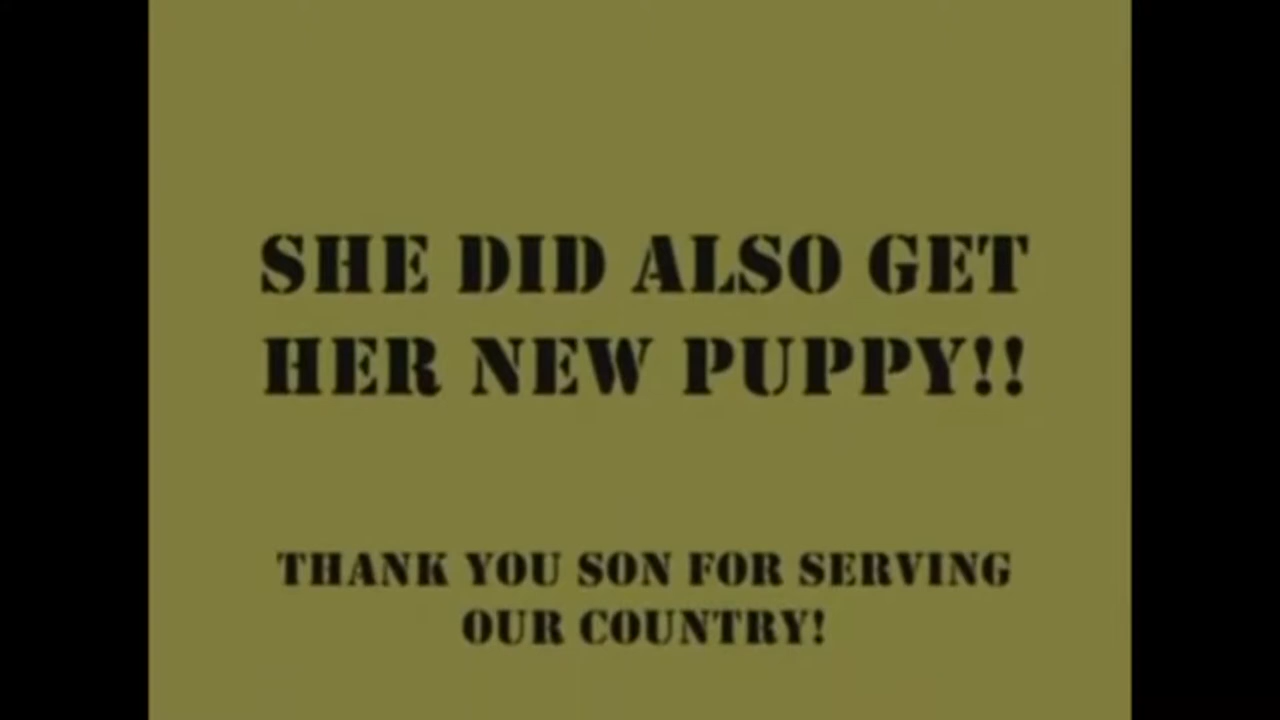 SHE DID ALSO GET
HER NEW PUPPY!!
THANK YOU SON FOR SERVING
OUR COUNTRY!